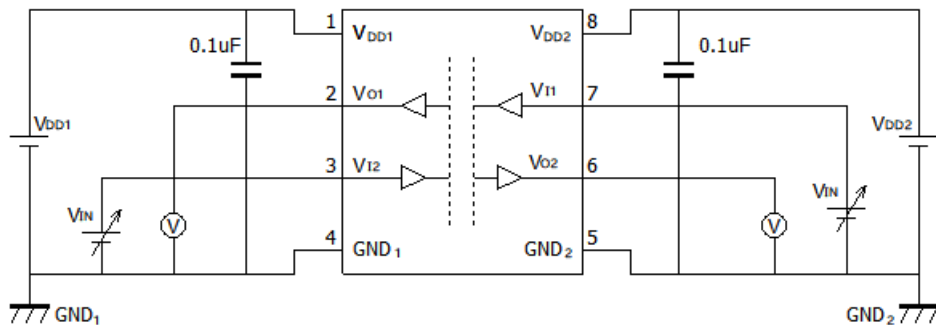 1 8
VDD1 VDD2
0.1uF 0.1uF
2 VO1 VI1 7
VDD1 VDD2
3 VI2 VO2 6
VIN VIN
V V
4 5
GND1 GND2
GND1 GND2